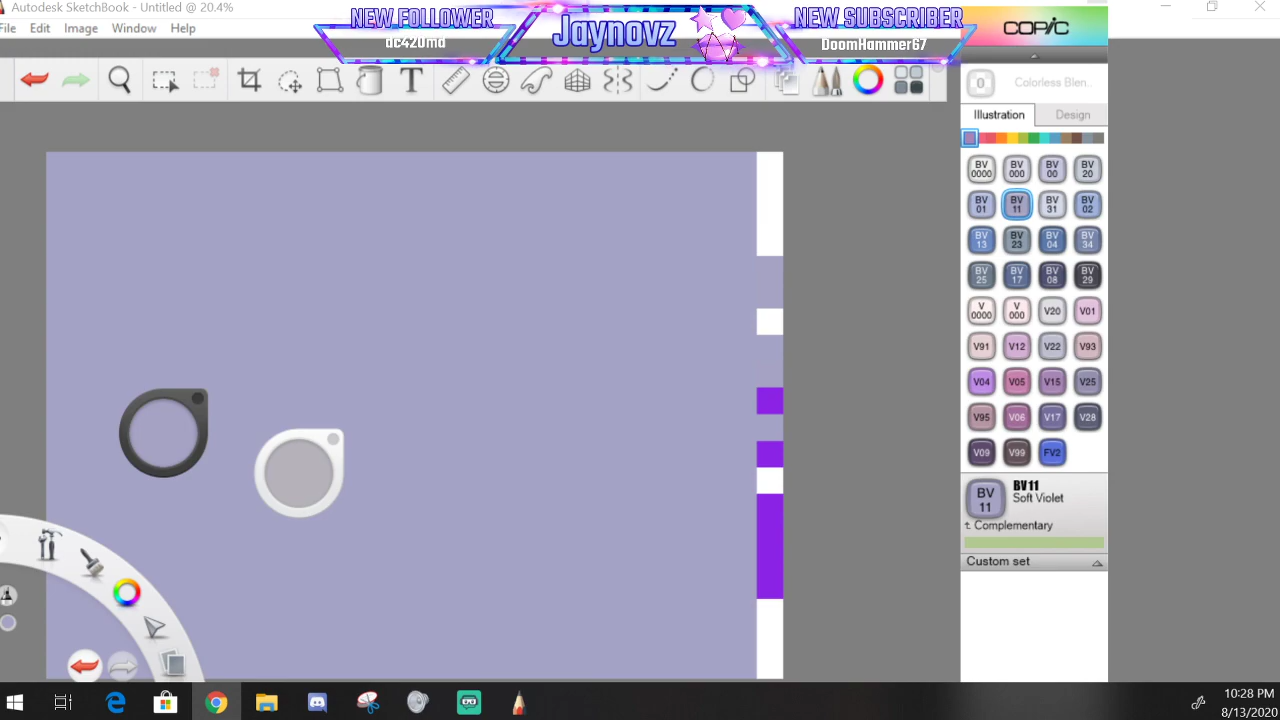 Autodesk SketchBook - Untitled @ 20.4%
File Edit Image Window Help
NEW FOLLOWER
dc420md
Jaynovz
NEW SUBSCRIBER
DoomHammer67
COPIC
0 Colorless Blen..
Illustration Design
BV 0000 BV 000 BV 00 BV 20
BV 01 BV 11 BV 31 BV 02
BV 13 BV 23 BV 04 BV 34
BV 25 BV 17 BV 08 BV 29
V 0000 V 000 V20 V01
V91 V12 V22 V93
V04 V05 V15 V25
V95 V06 V17 V28
V09 V99 FV2
BV 11
BV11
Soft Violet
Complementary
Custom set
10:28 PM
8/13/2020